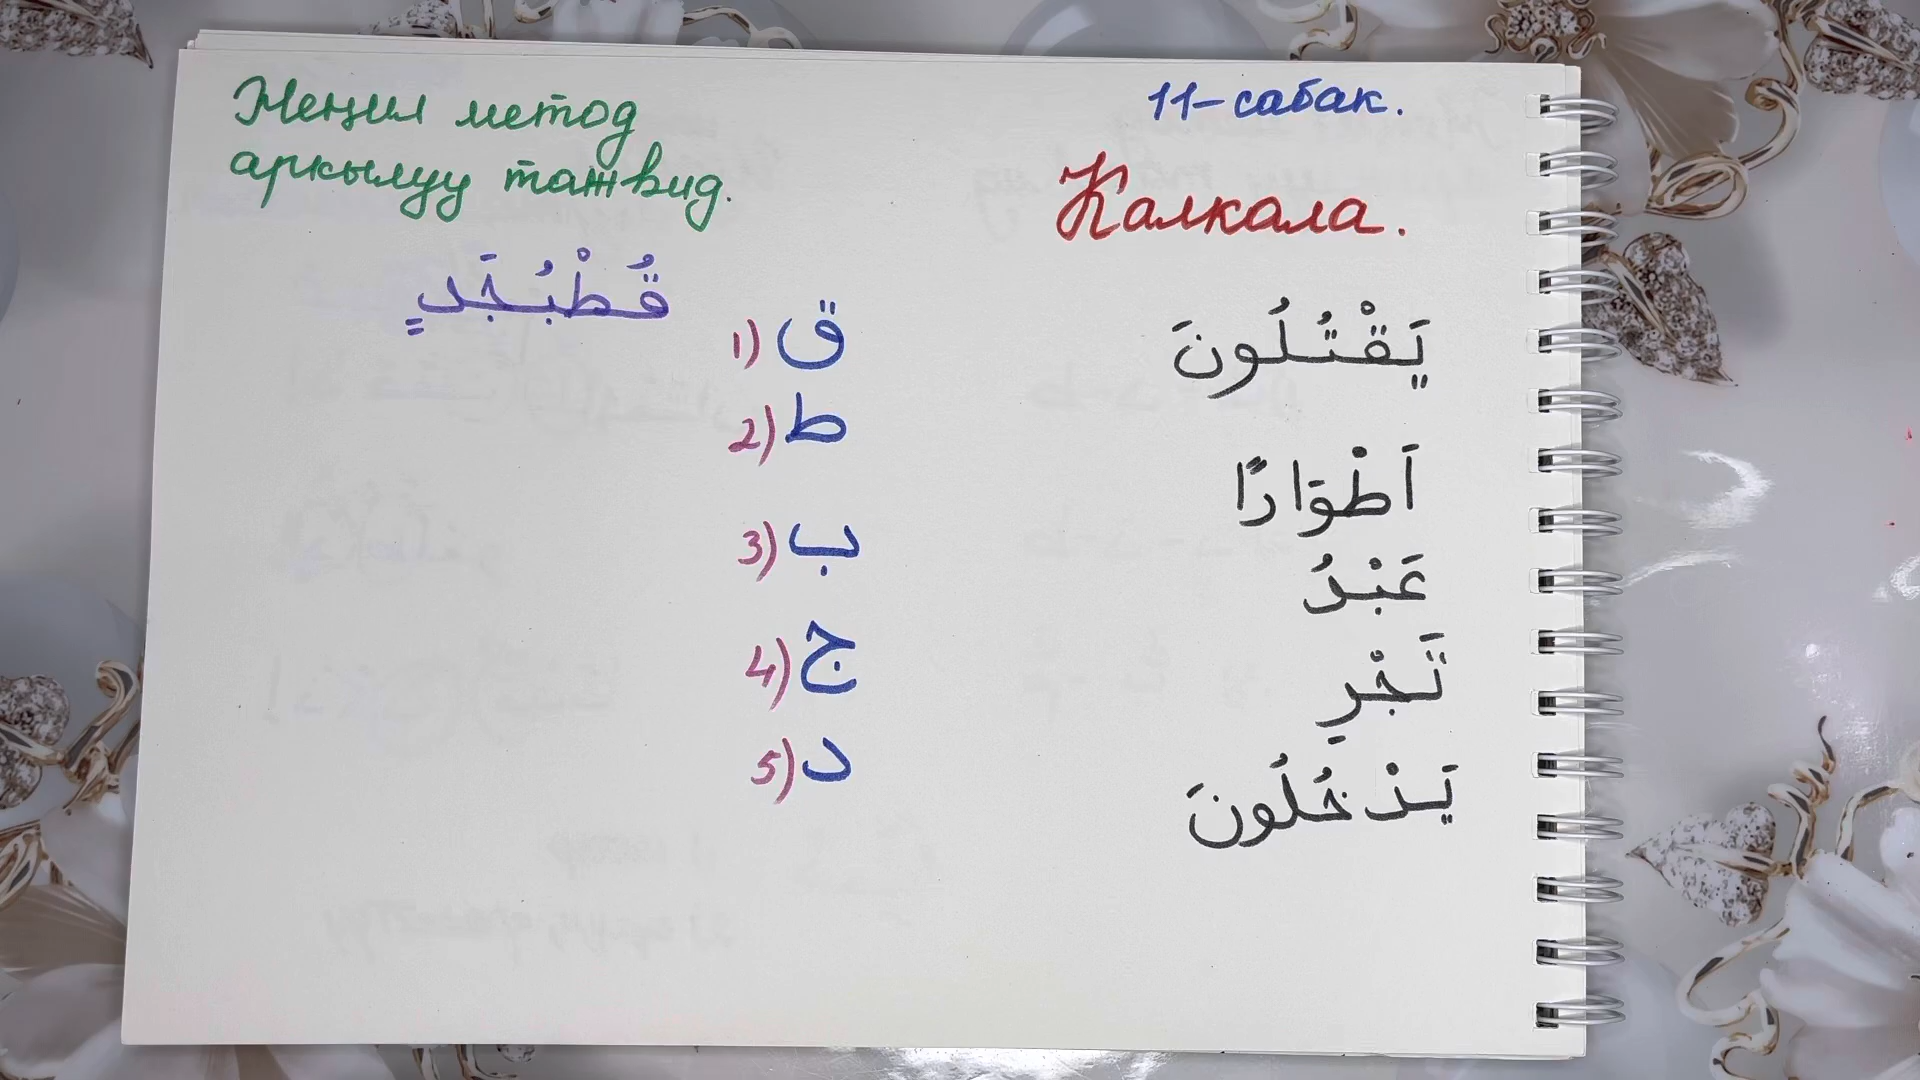 Жеңил метод
аркылуу тажвид.
11-сабак.
Калкала.
قُطْبُجَدٍ
1) ق
2) ط
3) ب
4) ج
5) د
يَقْتُلُونَ
اَطْوَارًا
عَبْدُ
تَجْرِ
يَدْخُلُونَ